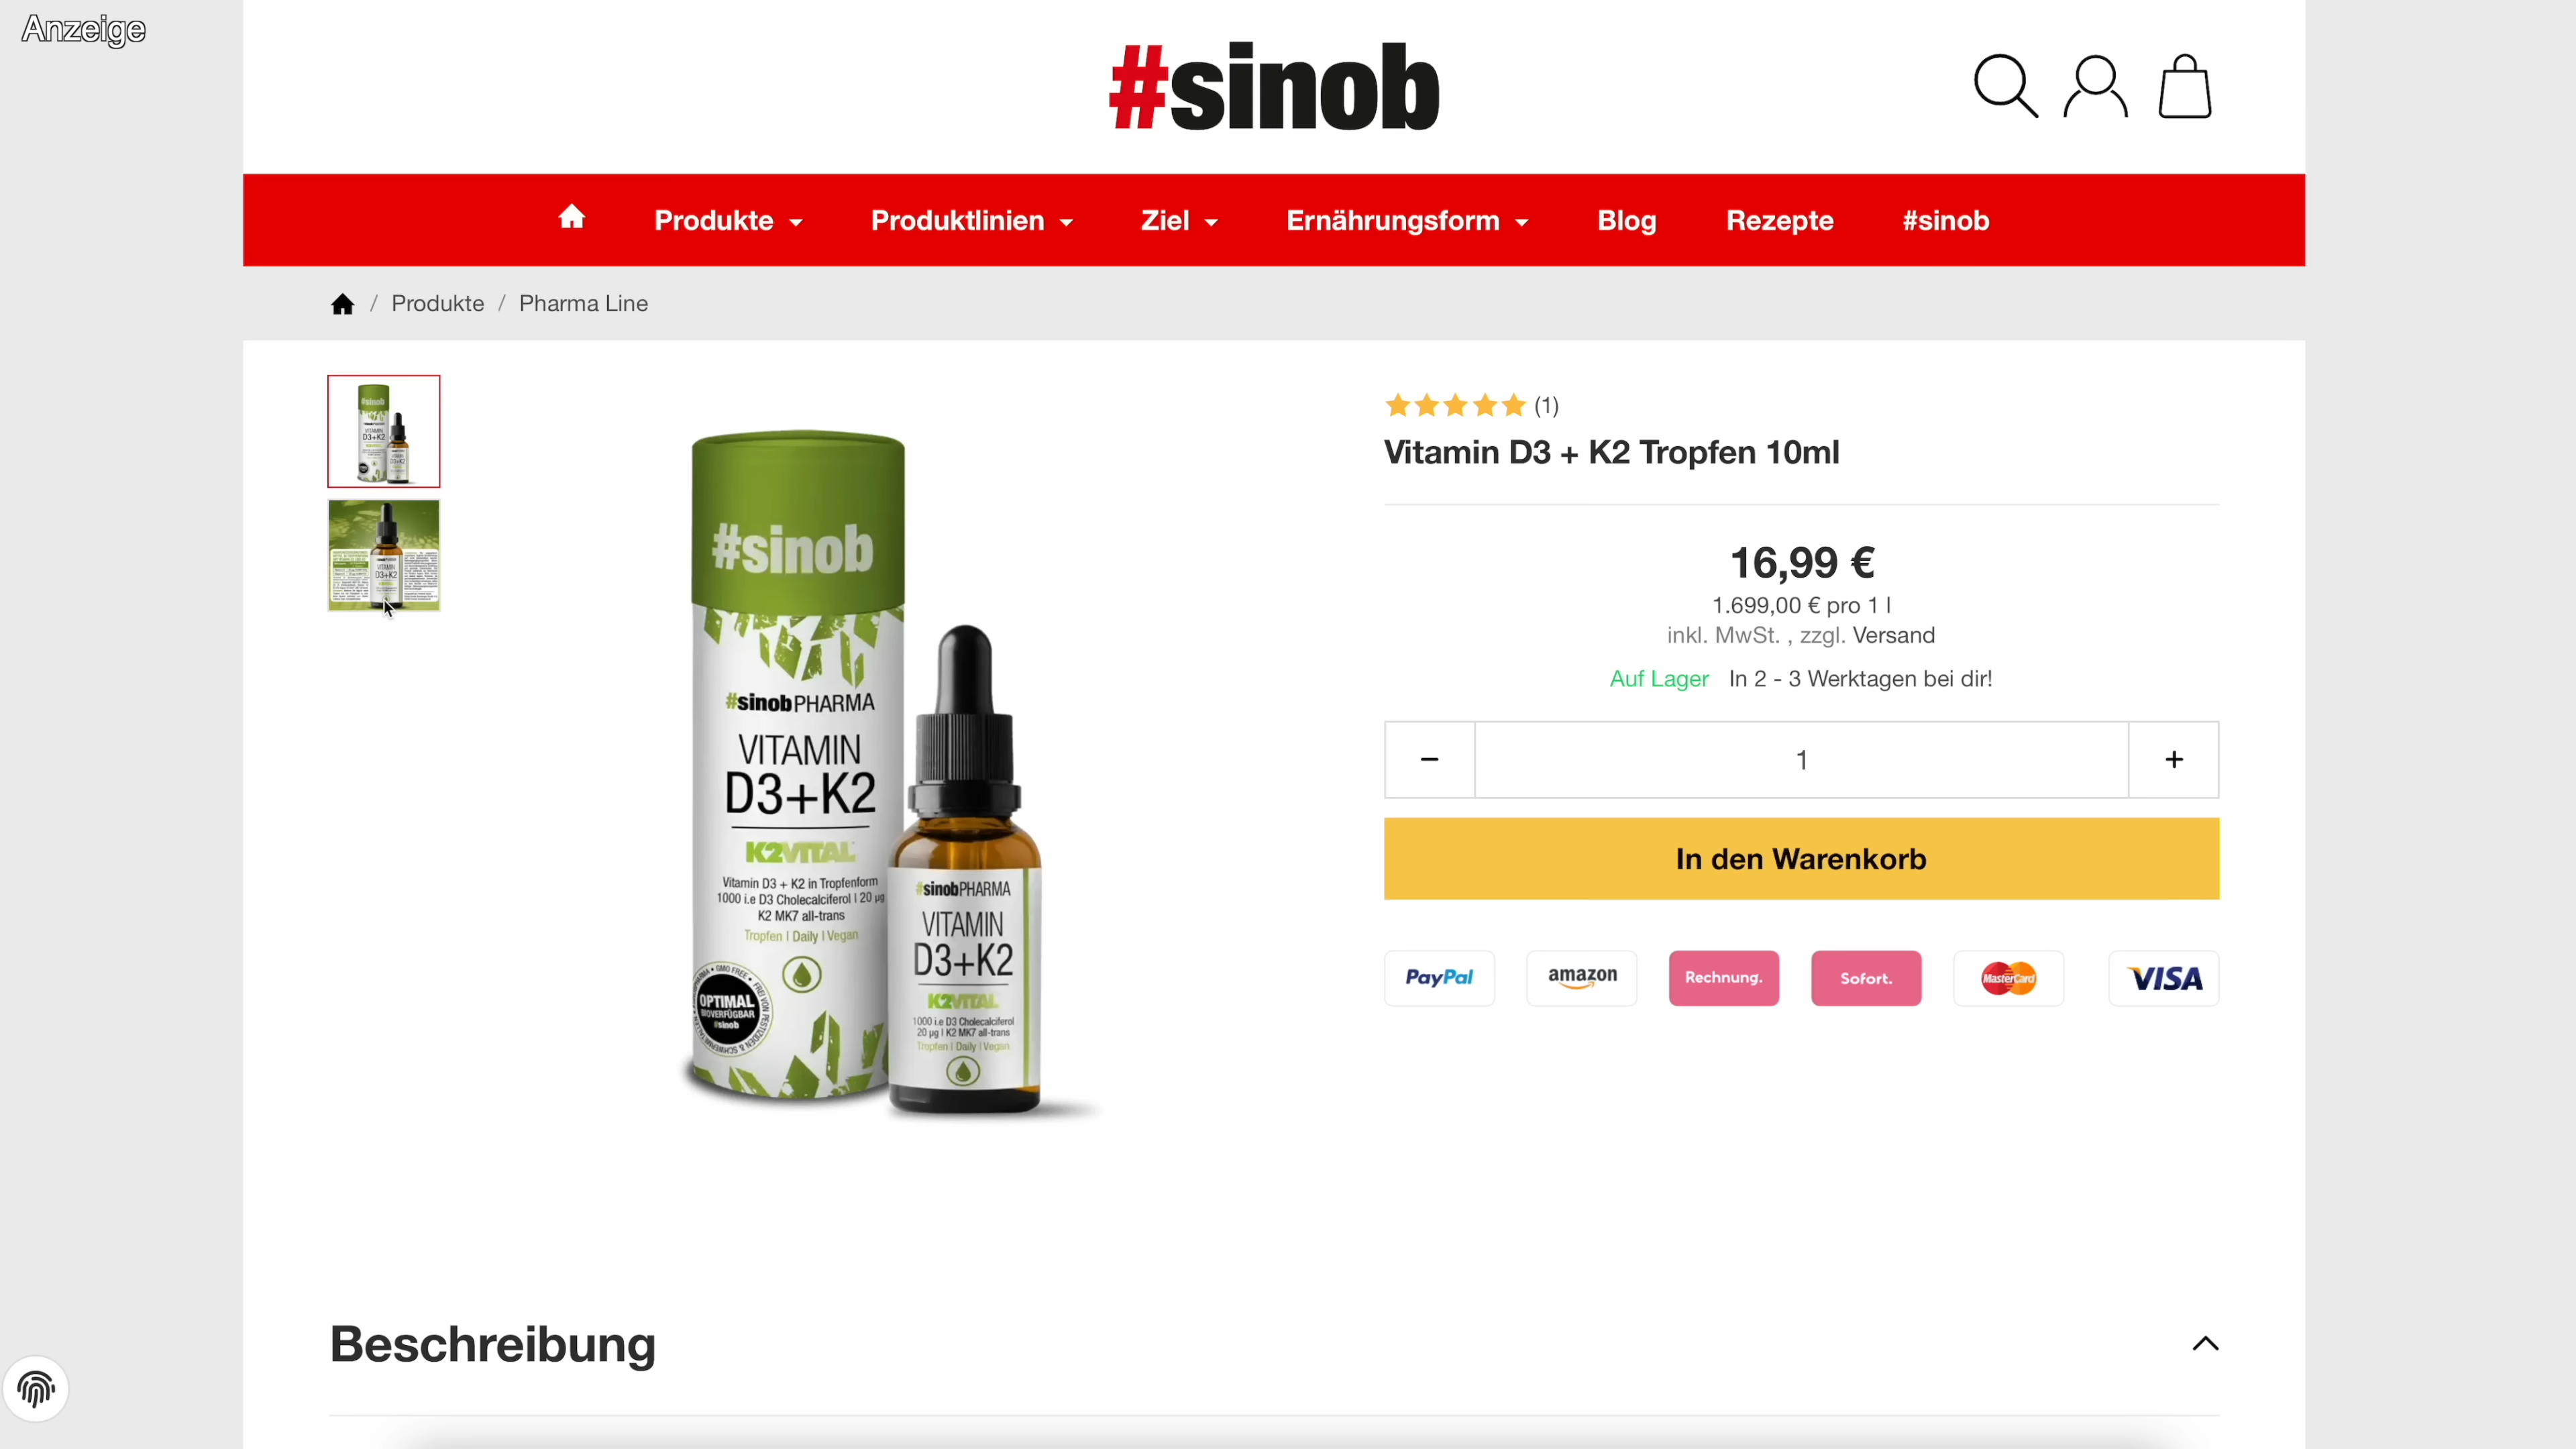 Anzeige
#sinob
Produkte
Produktlinien
Ziel
Ernährungsform
Blog
Rezepte
#sinob
/ Produkte / Pharma Line
(1)
Vitamin D3 + K2 Tropfen 10ml
16,99 €
1.699,00 € pro 1 l
inkl. MwSt. , zzgl. Versand
Auf Lager In 2 - 3 Werktagen bei dir!
− 1 +
In den Warenkorb
PayPal
amazon
Rechnung.
Sofort.
MasterCard
VISA
#sinob
#sinobPHARMA
VITAMIN
D3+K2
K2VITAL
Vitamin D3 + K2 in Tropfenform
1000 i.e D3 Cholecalciferol I 20 µg
K2 MK7 all-trans
Tropfen I Daily I Vegan
OPTIMAL
BIOVERFÜGBAR
#sinob
GMO FREE
#sinobPHARMA
VITAMIN
D3+K2
K2VITAL
1000 i.e D3 Cholecalciferol
20 µg I K2 MK7 all-trans
Tropfen I Daily I Vegan
Beschreibung